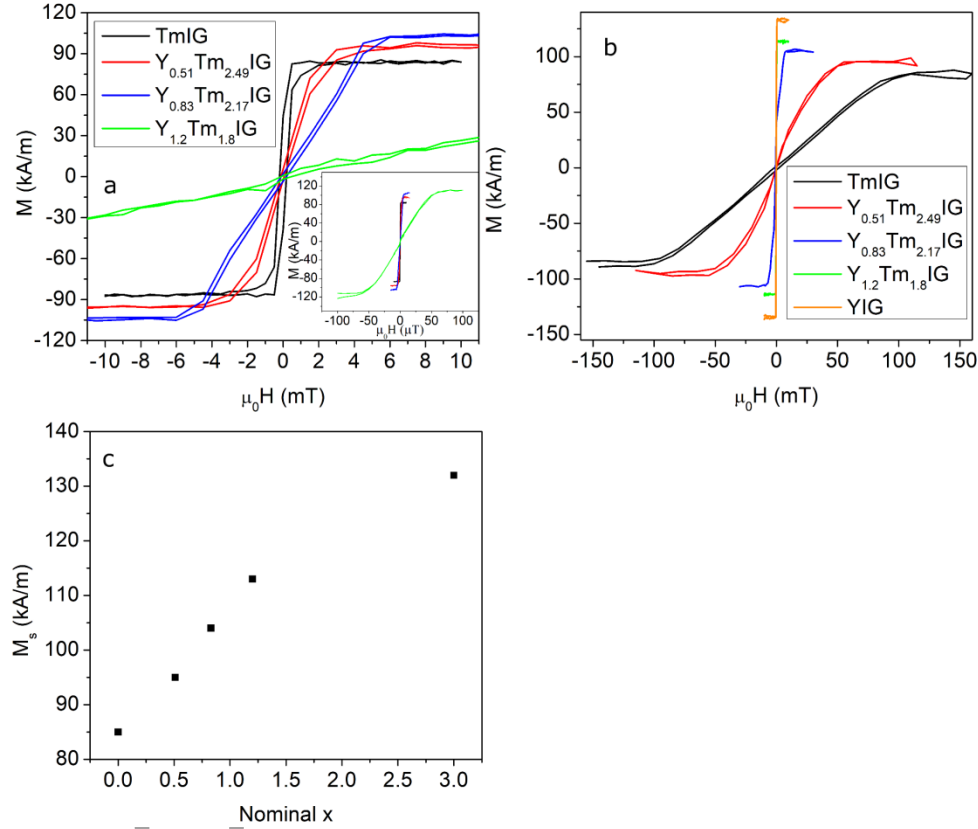 TmIG
Y0.51Tm2.49IG
Y0.83Tm2.17IG
Y1.2Tm1.8IG
120
90
60
30
0
-30
-60
-90
-120
M (kA/m)
a
-10 -8 -6 -4 -2 0 2 4 6 8 10
μ0H (mT)
120
80
40
0
-40
-80
-120
M (kA/m)
-100 -50 0 50 100
μ0H (μT)
b
100
50
0
-50
-100
-150
M (kA/m)
TmIG
Y0.51Tm2.49IG
Y0.83Tm2.17IG
Y1.2Tm1.8IG
YIG
-150 -100 -50 0 50 100 150
μ0H (mT)
c
140
130
120
110
100
90
80
Ms (kA/m)
0.0 0.5 1.0 1.5 2.0 2.5 3.0
Nominal x